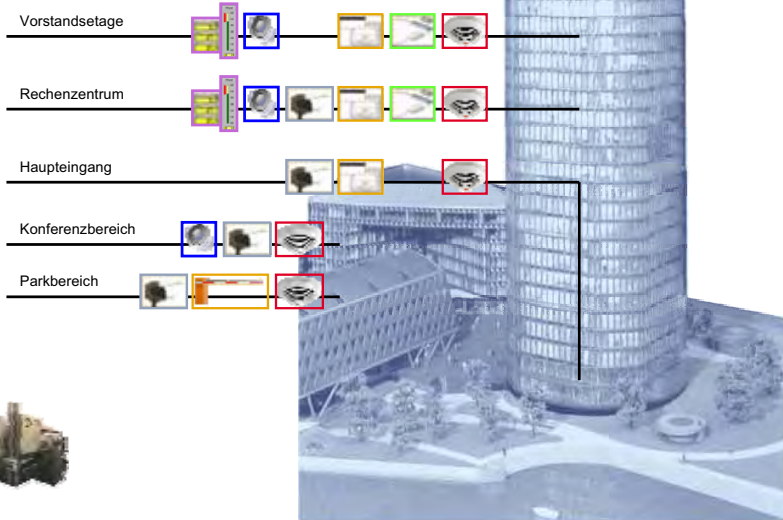 Vorstandsetage
Rechenzentrum
Haupteingang
Konferenzbereich
Parkbereich